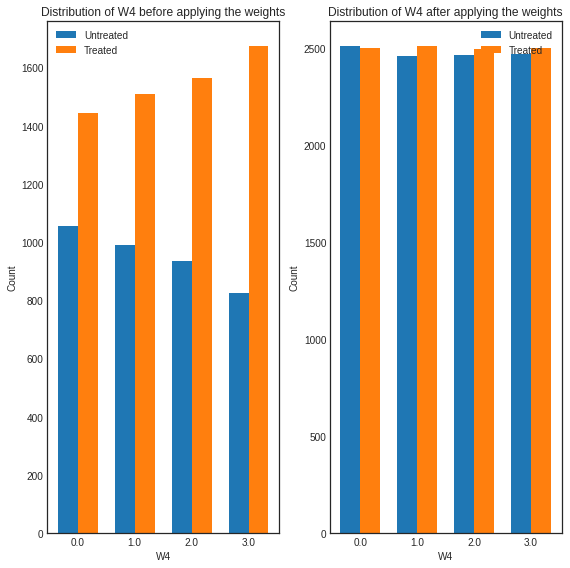 Distribution of W4 before applying the weights
Untreated
Treated
1600
1400
1200
1000
800
600
400
200
0
Count
0.0 1.0 2.0 3.0
W4
Distribution of W4 after applying the weights
Untreated
Treated
2500
2000
1500
1000
500
0
Count
0.0 1.0 2.0 3.0
W4